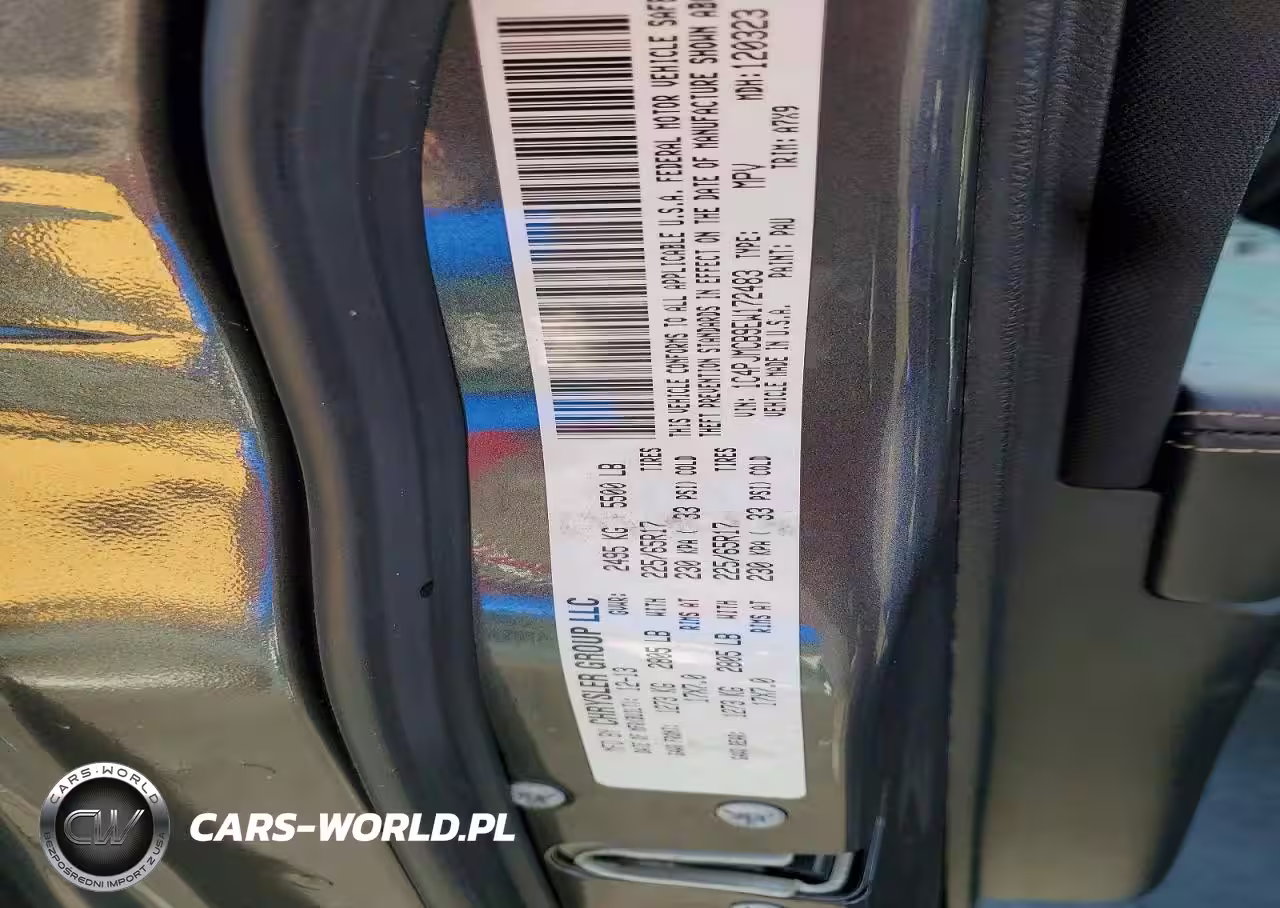 MFD BY CHRYSLER GROUP LLC
DATE OF MFR 12-13 GVWR: 2495 KG 5500 LB
GAWR FRONT: 1273 KG 2805 LB WITH 225/65R17 TIRES
17X7.0 RIMS AT 230 KPA ( 33 PSI) COLD
GAWR REAR: 1273 KG 2805 LB WITH 225/65R17 TIRES
17X7.0 RIMS AT 230 KPA ( 33 PSI) COLD
THIS VEHICLE CONFORMS TO ALL APPLICABLE U.S.A. FEDERAL MOTOR VEHICLE
THEFT PREVENTION STANDARDS IN EFFECT ON THE DATE OF MANUFACTURE SHOWN
VIN: 1C4PJMCB9EW172483 TYPE: MPV MDH: 120323
VEHICLE MADE IN U.S.A. PAINT: PAU TRIM: A7X9
CARS-WORLD
CW
BEZPOŚREDNI IMPORT Z USA
CARS-WORLD.PL